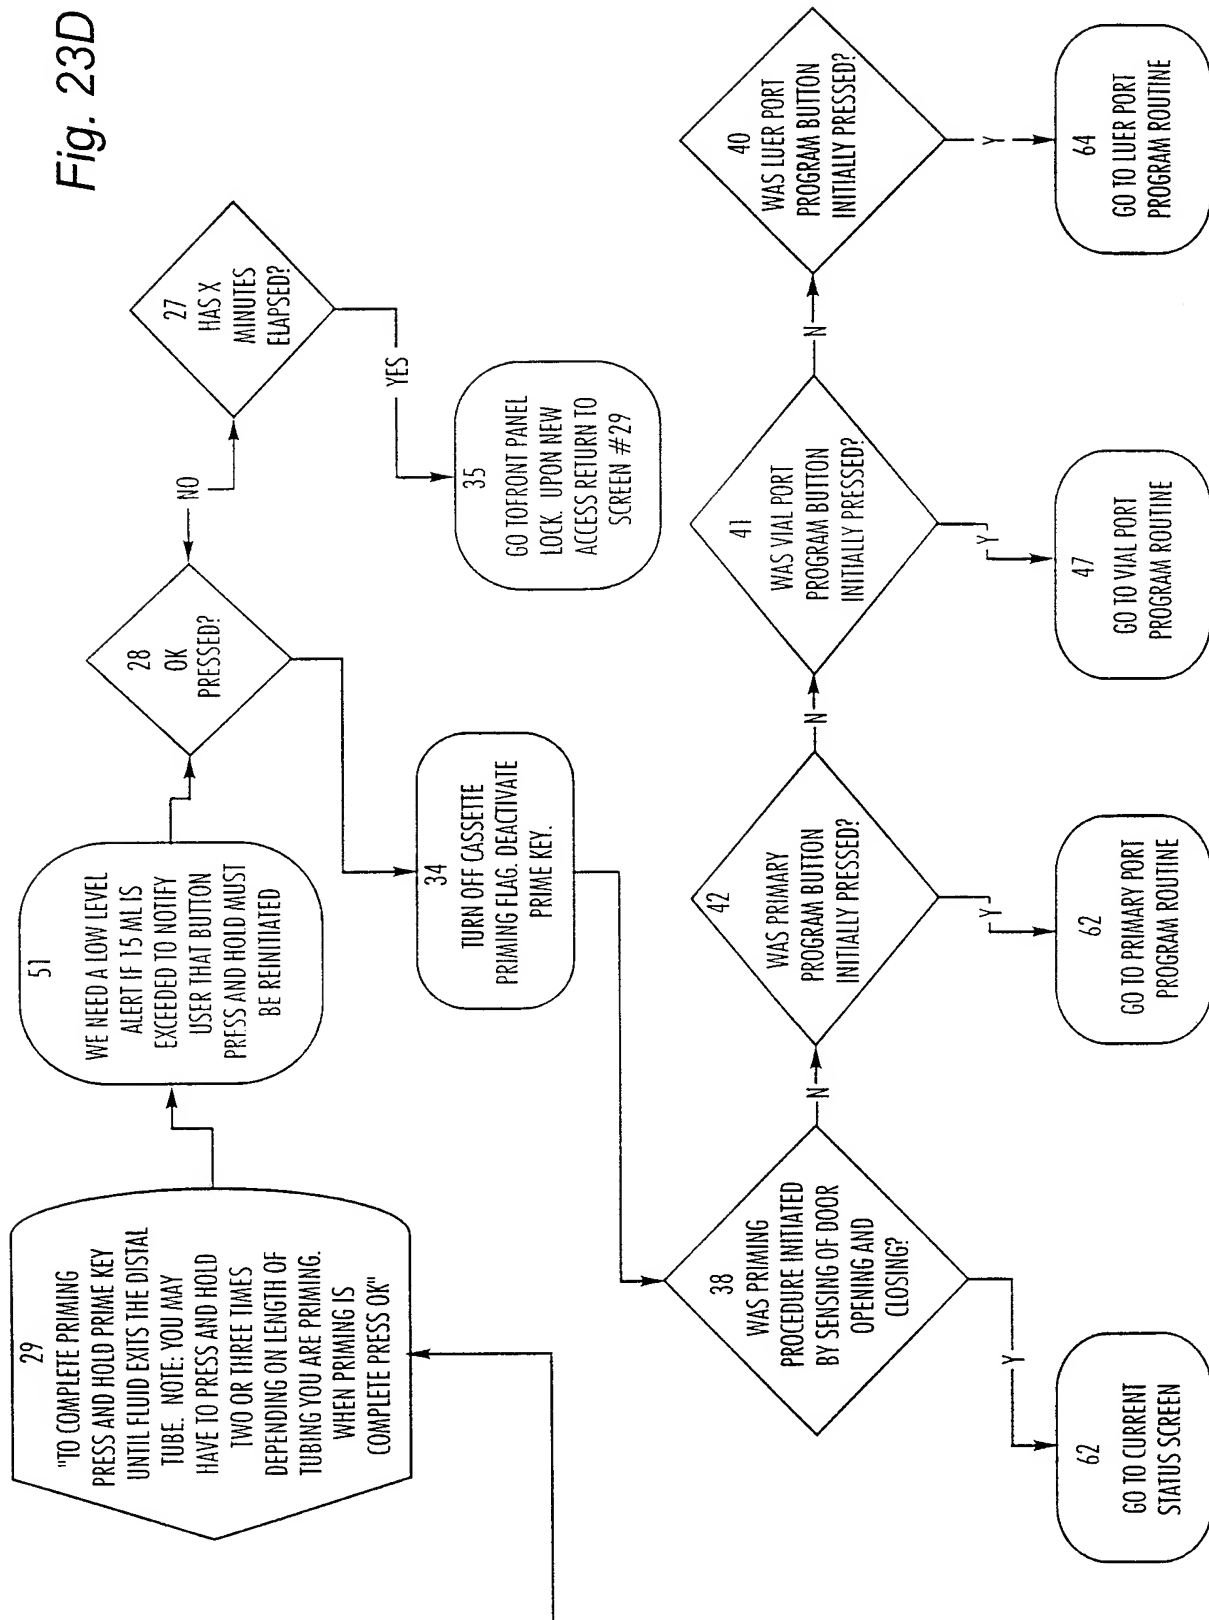 Fig. 23D
29
"TO COMPLETE PRIMING
PRESS AND HOLD PRIME KEY
UNTIL FLUID EXITS THE DISTAL
TUBE. NOTE: YOU MAY
HAVE TO PRESS AND HOLD
TWO OR THREE TIMES
DEPENDING ON LENGTH OF
TUBING YOU ARE PRIMING.
WHEN PRIMING IS
COMPLETE PRESS OK"
51
WE NEED A LOW LEVEL
ALERT IF 15 ML IS
EXCEEDED TO NOTIFY
USER THAT BUTTON
PRESS AND HOLD MUST
BE REINITIATED
28
OK
PRESSED?
NO
27
HAS X
MINUTES
ELAPSED?
YES
35
GO TOFRONT PANEL
LOCK. UPON NEW
ACCESS RETURN TO
SCREEN #29
34
TURN OFF CASSETTE
PRIMING FLAG. DEACTIVATE
PRIME KEY.
38
WAS PRIMING
PROCEDURE INITIATED
BY SENSING OF DOOR
OPENING AND
CLOSING?
N
42
WAS PRIMARY
PROGRAM BUTTON
INITIALLY PRESSED?
N
41
WAS VIAL PORT
PROGRAM BUTTON
INITIALLY PRESSED?
N
40
WAS LUER PORT
PROGRAM BUTTON
INITIALLY PRESSED?
Y
62
GO TO CURRENT
STATUS SCREEN
Y
62
GO TO PRIMARY PORT
PROGRAM ROUTINE
Y
47
GO TO VIAL PORT
PROGRAM ROUTINE
Y
64
GO TO LUER PORT
PROGRAM ROUTINE